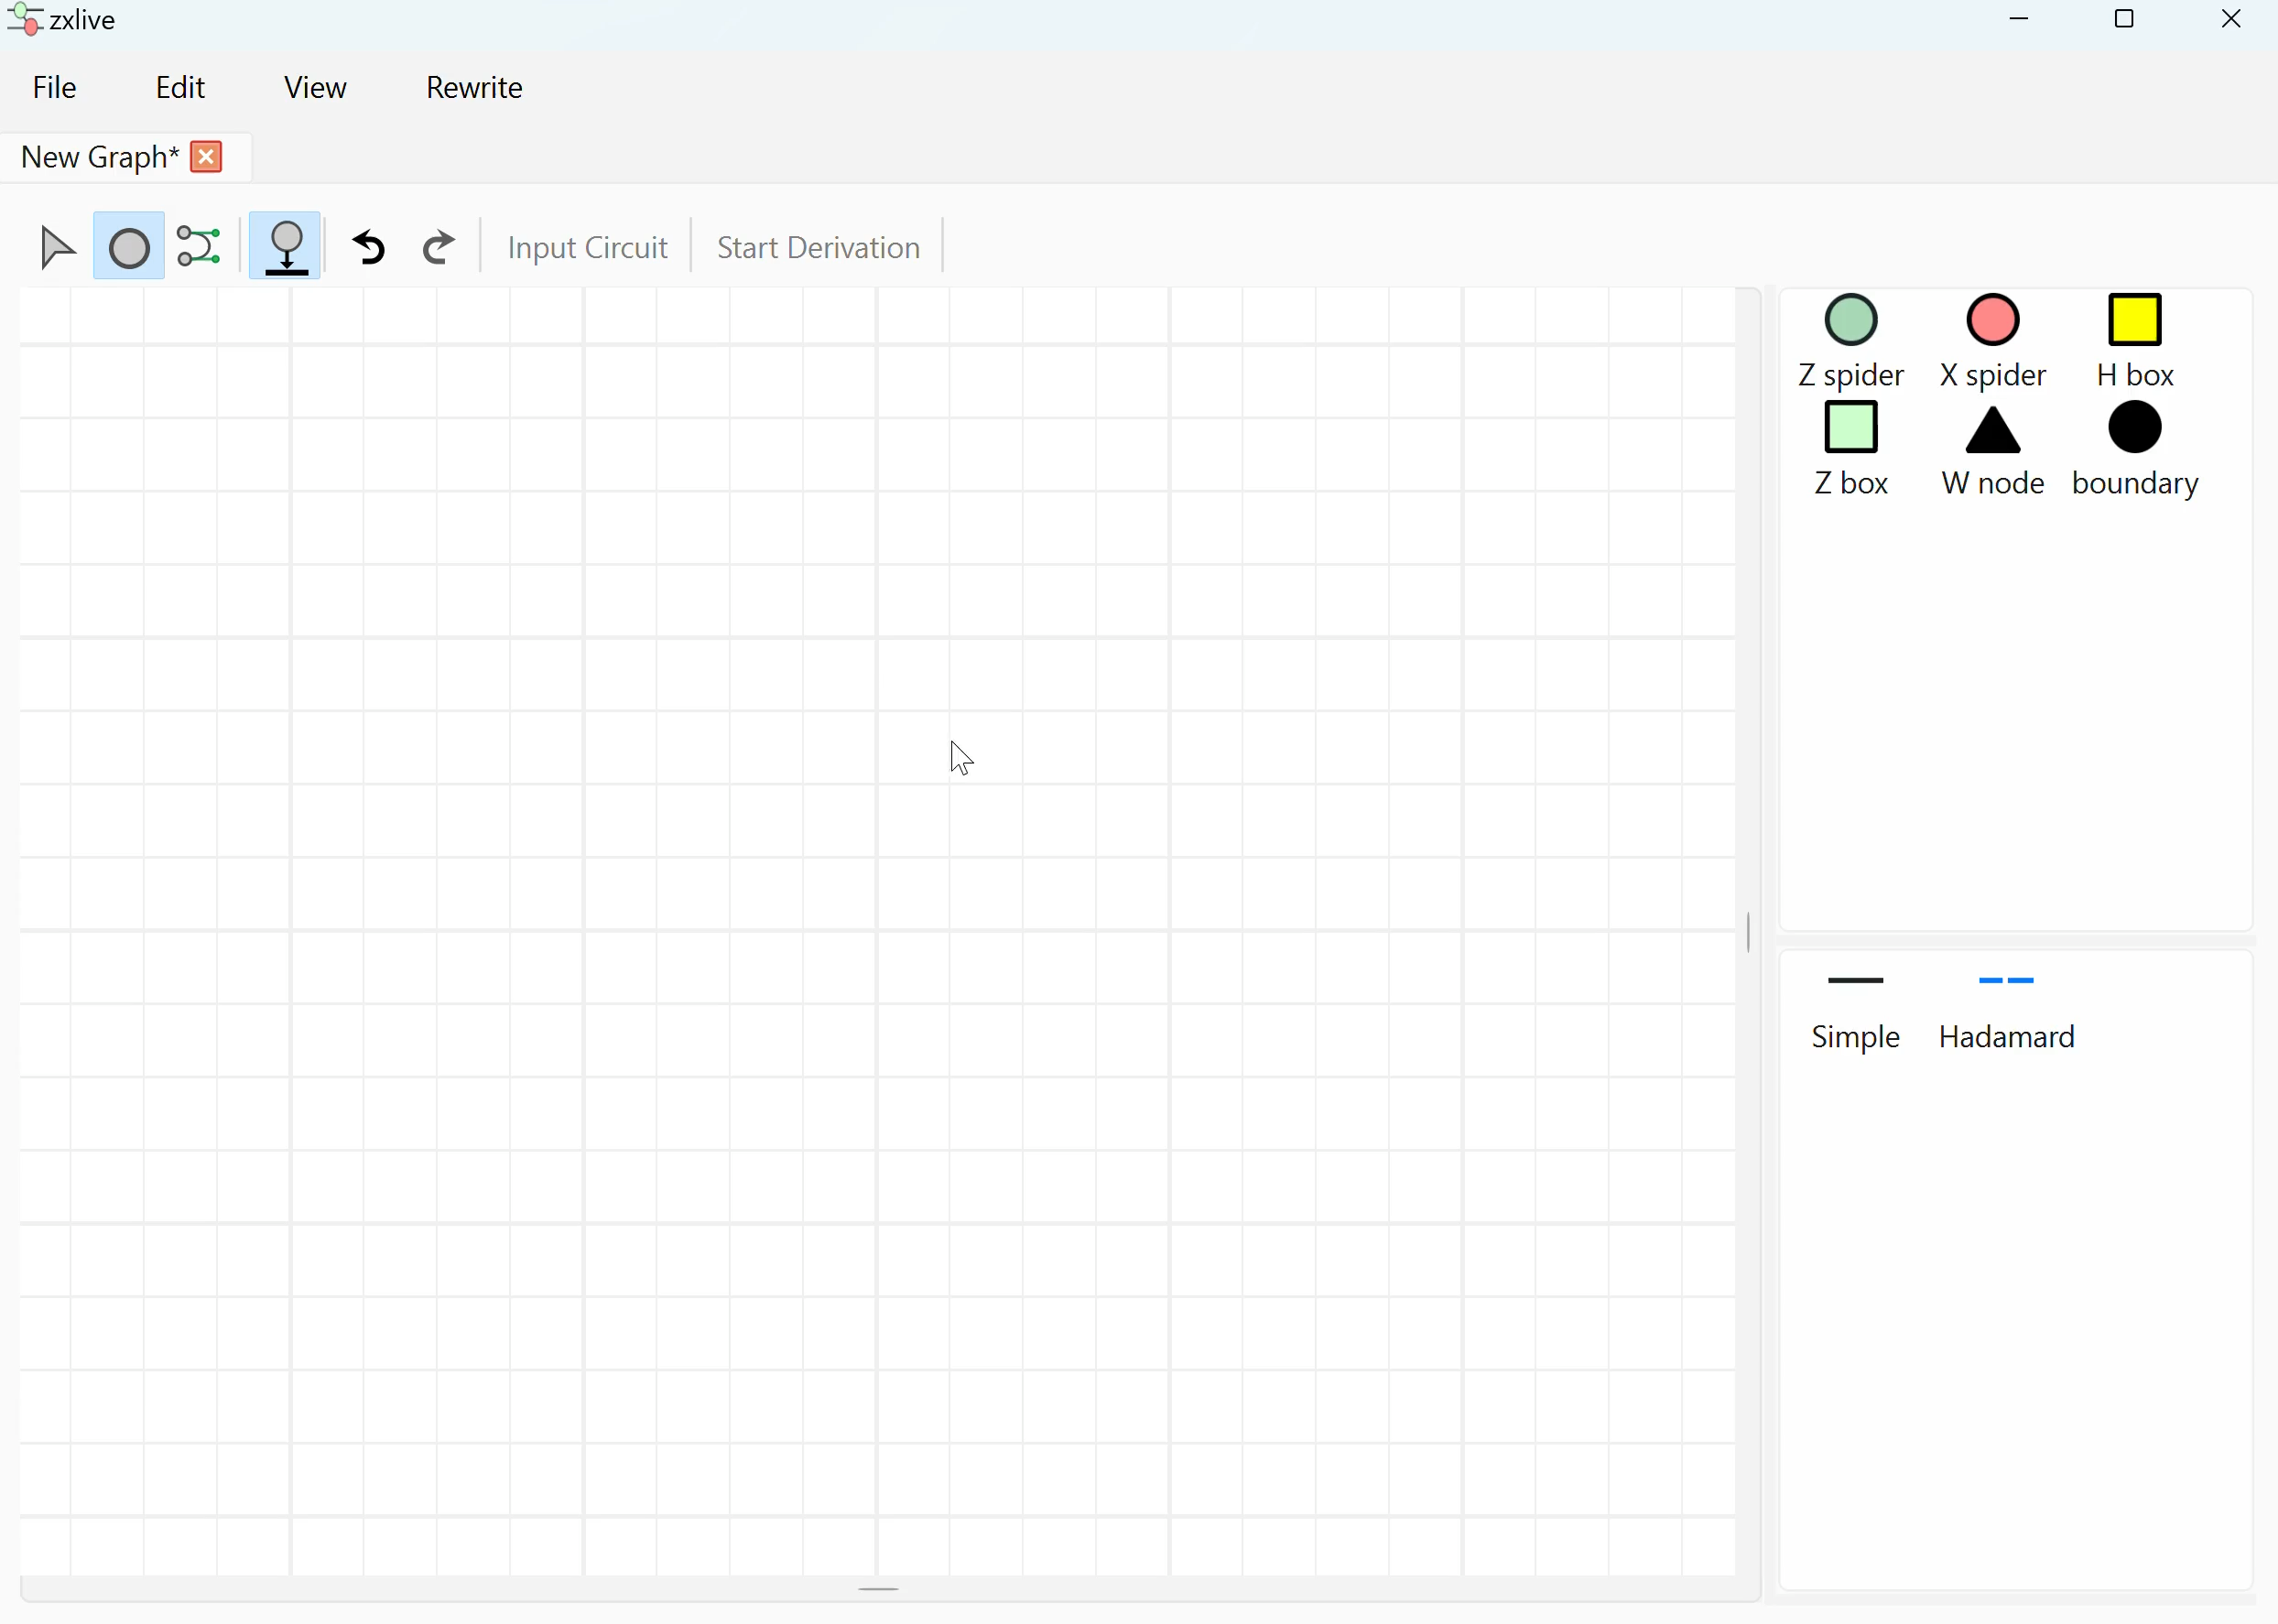 zxlive
File Edit View Rewrite
New Graph*
Input Circuit Start Derivation
Z spider X spider H box
Z box W node boundary
Simple Hadamard